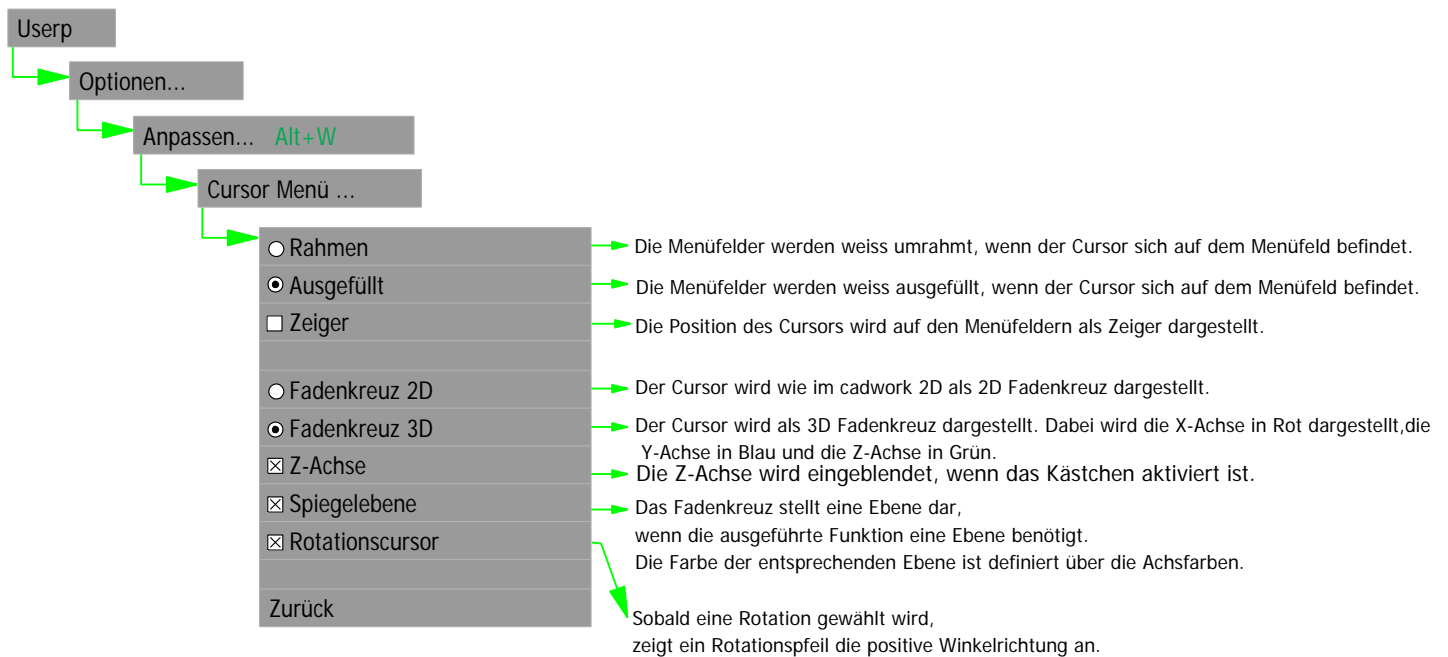 Userp
Optionen...
Anpassen... Alt+W
Cursor Menü ...
Rahmen
Die Menüfelder werden weiss umrahmt, wenn der Cursor sich auf dem Menüfeld befindet.
Ausgefüllt
Die Menüfelder werden weiss ausgefüllt, wenn der Cursor sich auf dem Menüfeld befindet.
Zeiger
Die Position des Cursors wird auf den Menüfeldern als Zeiger dargestellt.
Fadenkreuz 2D
Der Cursor wird wie im cadwork 2D als 2D Fadenkreuz dargestellt.
Fadenkreuz 3D
Der Cursor wird als 3D Fadenkreuz dargestellt. Dabei wird die X-Achse in Rot dargestellt,die
Y-Achse in Blau und die Z-Achse in Grün.
Z-Achse
Die Z-Achse wird eingeblendet, wenn das Kästchen aktiviert ist.
Spiegelebene
Das Fadenkreuz stellt eine Ebene dar,
wenn die ausgeführte Funktion eine Ebene benötigt.
Die Farbe der entsprechenden Ebene ist definiert über die Achsfarben.
Rotationscursor
Sobald eine Rotation gewählt wird,
zeigt ein Rotationspfeil die positive Winkelrichtung an.
Zurück